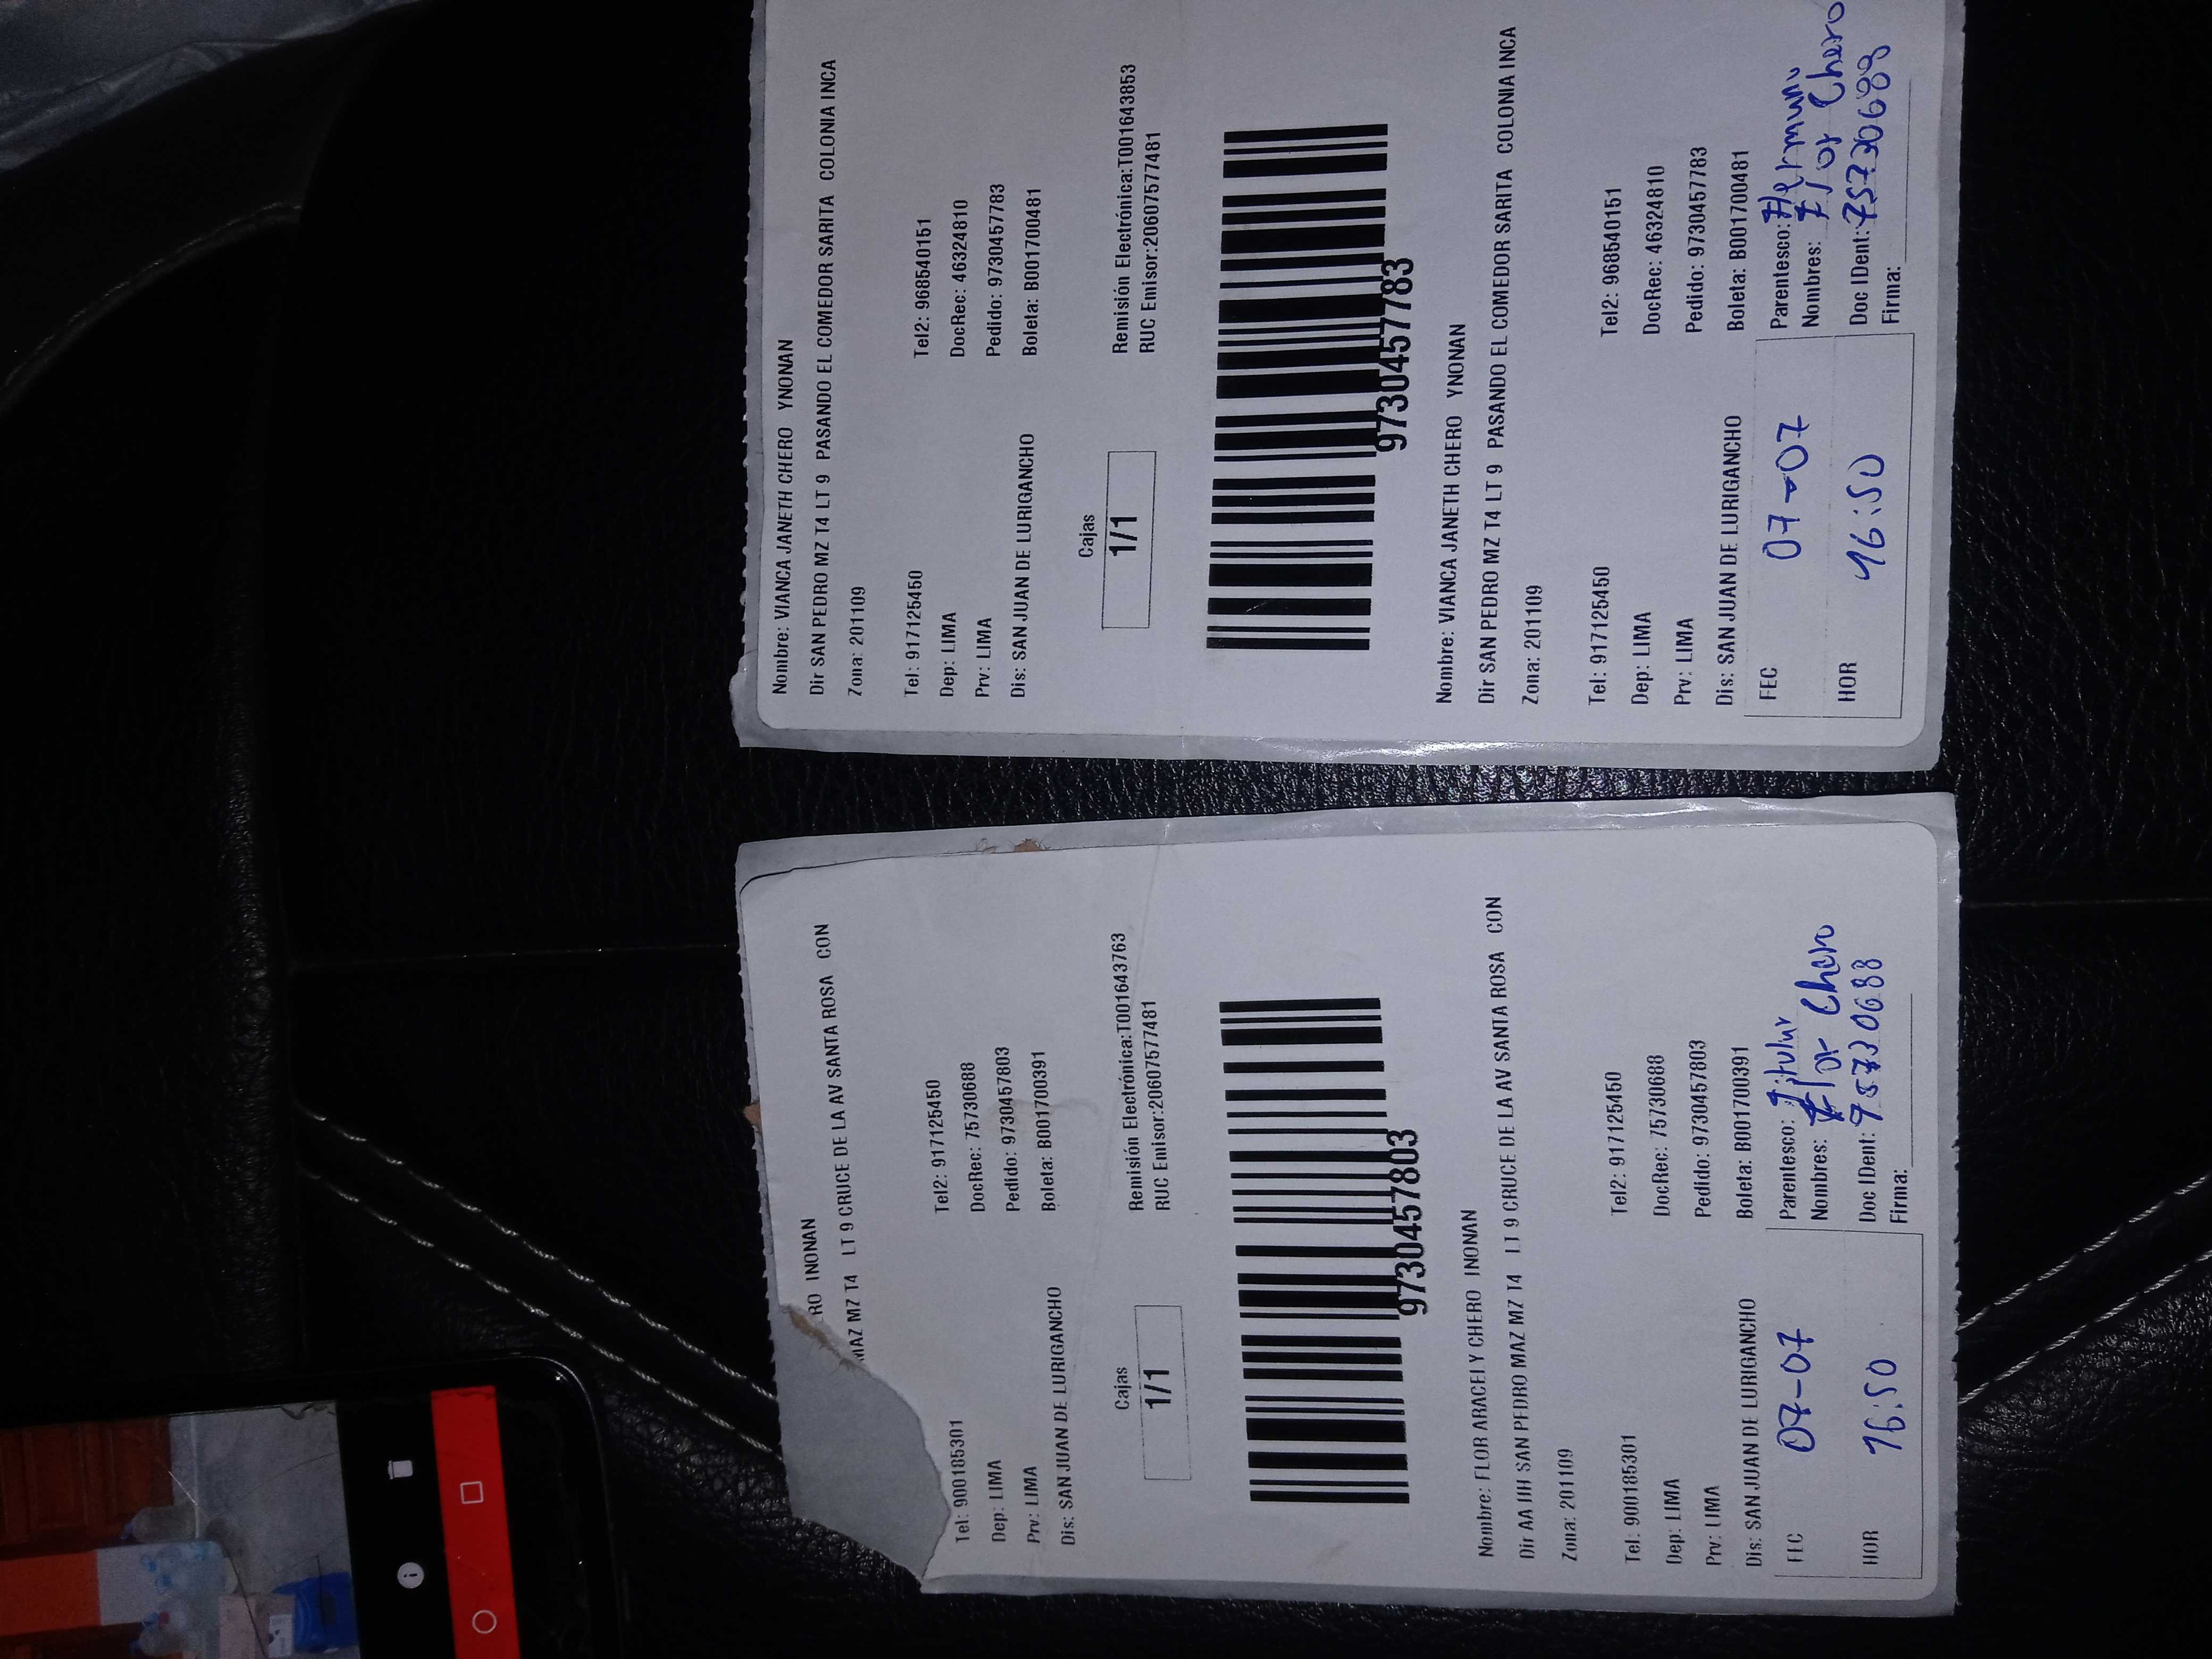 Nombre: VIANCA JANETH CHERO YNONAN
Dir SAN PEDRO MZ T4 LT 9 PASANDO EL COMEDOR SARITA COLONIA INCA
Zona: 201109
Tel: 917125450 Tel2: 968540151
Dep: LIMA DocRec: 46324810
Prv: LIMA Pedido: 9730457783
Dis: SAN JUAN DE LURIGANCHO Boleta: B001700481
Cajas
1/1
Remisión Electrónica:T001643853
RUC Emisor:20607577481
9730457783
Nombre: VIANCA JANETH CHERO YNONAN
Dir SAN PEDRO MZ T4 LT 9 PASANDO EL COMEDOR SARITA COLONIA INCA
Zona: 201109
Tel: 917125450 Tel2: 968540151
Dep: LIMA DocRec: 46324810
Prv: LIMA Pedido: 9730457783
Dis: SAN JUAN DE LURIGANCHO Boleta: B001700481
FEC 07-07
HOR 16:50
Parentesco: Hermana
Nombres: Flor Chero
Doc IDent: 75730688
Firma:
RO INONAN
MAZ MZ T4 LT 9 CRUCE DE LA AV SANTA ROSA CON
Tel: 900185301 Tel2: 917125450
Dep: LIMA DocRec: 75730688
Prv: LIMA Pedido: 9730457803
Dis: SAN JUAN DE LURIGANCHO Boleta: B001700391
Cajas
1/1
Remisión Electrónica:T001643763
RUC Emisor:20607577481
9730457803
Nombre: FLOR ARACELY CHERO INONAN
Dir AA HH SAN PEDRO MAZ MZ T4 LT 9 CRUCE DE LA AV SANTA ROSA CON
Zona: 201109
Tel: 900185301 Tel2: 917125450
Dep: LIMA DocRec: 75730688
Prv: LIMA Pedido: 9730457803
Dis: SAN JUAN DE LURIGANCHO Boleta: B001700391
FEC 07-07
HOR 16:50
Parentesco: Titular
Nombres: Flor Chero
Doc IDent: 75730688
Firma: